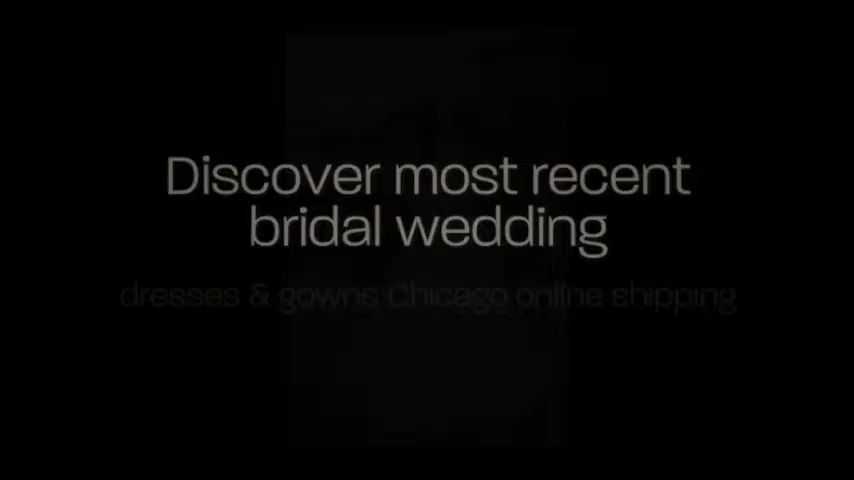 Discover most recent
bridal wedding
dresses & gowns Chicago online shipping